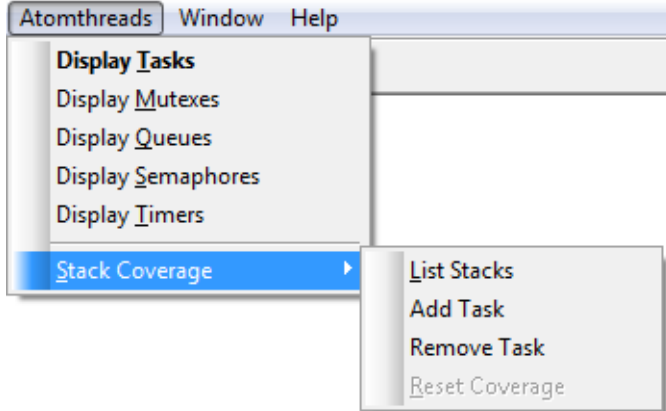 Atomthreads Window Help
Display Tasks
Display Mutexes
Display Queues
Display Semaphores
Display Timers
Stack Coverage
List Stacks
Add Task
Remove Task
Reset Coverage